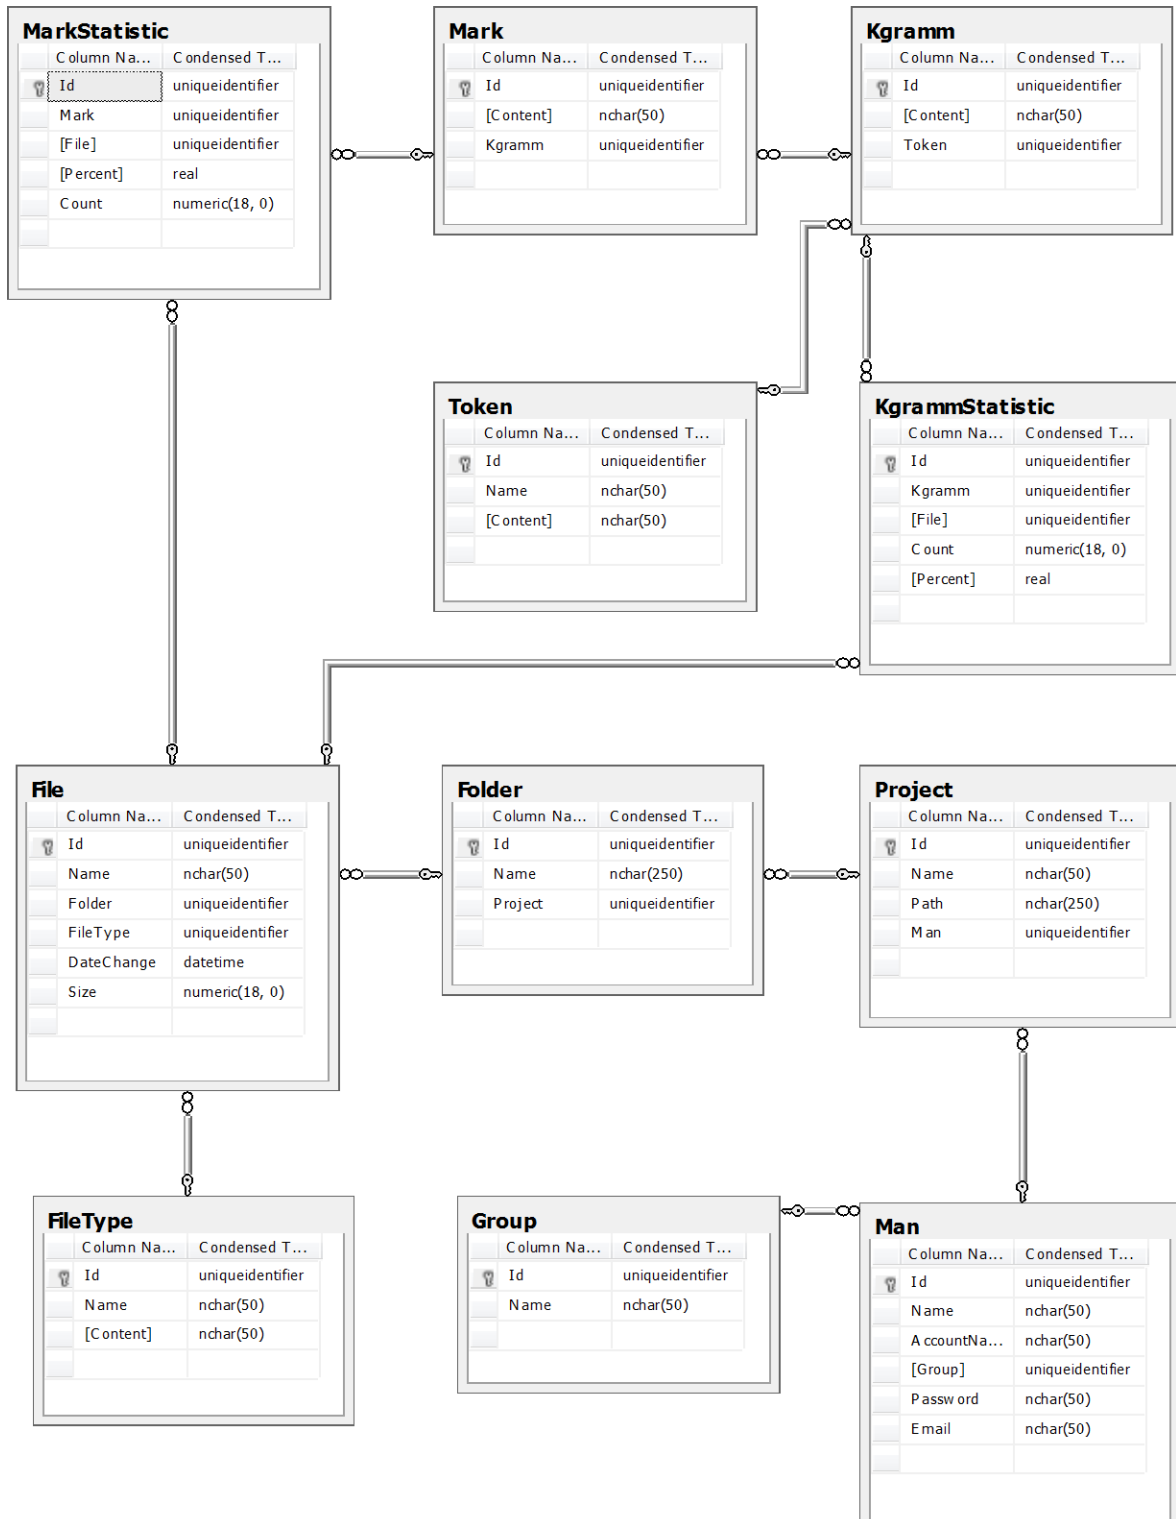 MarkStatistic
Column Na... Condensed T...
Id uniqueidentifier
Mark uniqueidentifier
[File] uniqueidentifier
[Percent] real
Count numeric(18, 0)
Mark
Column Na... Condensed T...
Id uniqueidentifier
[Content] nchar(50)
Kgramm uniqueidentifier
Kgramm
Column Na... Condensed T...
Id uniqueidentifier
[Content] nchar(50)
Token uniqueidentifier
Token
Column Na... Condensed T...
Id uniqueidentifier
Name nchar(50)
[Content] nchar(50)
KgrammStatistic
Column Na... Condensed T...
Id uniqueidentifier
Kgramm uniqueidentifier
[File] uniqueidentifier
Count numeric(18, 0)
[Percent] real
File
Column Na... Condensed T...
Id uniqueidentifier
Name nchar(50)
Folder uniqueidentifier
FileType uniqueidentifier
DateChange datetime
Size numeric(18, 0)
Folder
Column Na... Condensed T...
Id uniqueidentifier
Name nchar(250)
Project uniqueidentifier
Project
Column Na... Condensed T...
Id uniqueidentifier
Name nchar(50)
Path nchar(250)
Man uniqueidentifier
FileType
Column Na... Condensed T...
Id uniqueidentifier
Name nchar(50)
[Content] nchar(50)
Group
Column Na... Condensed T...
Id uniqueidentifier
Name nchar(50)
Man
Column Na... Condensed T...
Id uniqueidentifier
Name nchar(50)
AccountNa... nchar(50)
[Group] uniqueidentifier
Password nchar(50)
Email nchar(50)